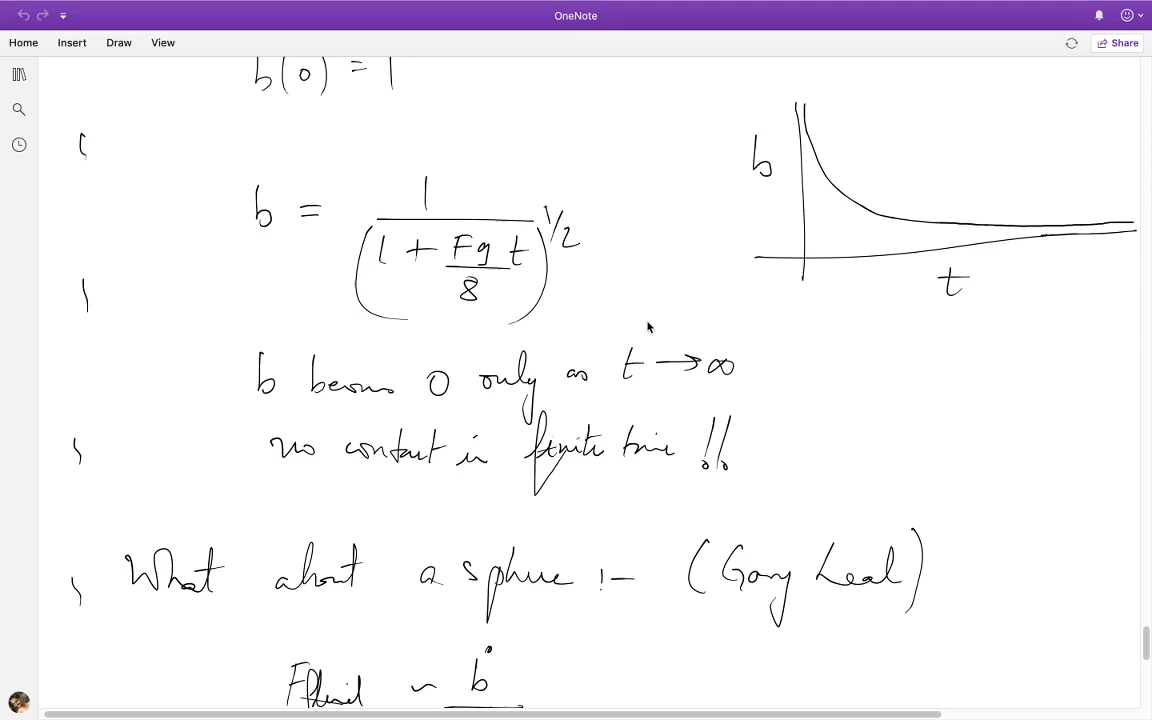 OneNote
Home Insert Draw View Share
b(0) = 1
b
b = 1 / (1 + Fg t / 8)^1/2
t
b becomes 0 only as t → ∞
no contact in finite time !!
What about a sphere :- (Gary Leal)
F ~ ḃ